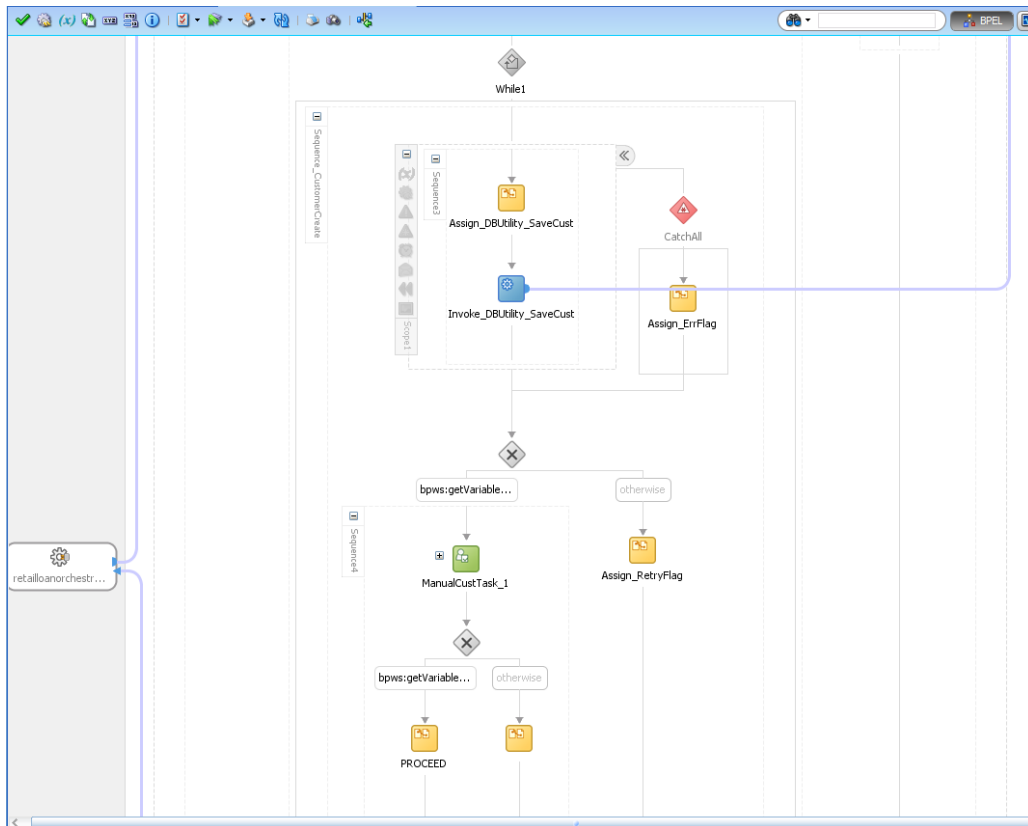 BPEL
While1
Sequence_CustomerCreate
Sequence3
Assign_DBUtility_SaveCust
CatchAll
Invoke_DBUtility_SaveCust
Assign_ErrFlag
Scope1
bpws:getVariable...
otherwise
Sequence4
retailloanorchestr...
ManualCustTask_1
Assign_RetryFlag
bpws:getVariable...
otherwise
PROCEED